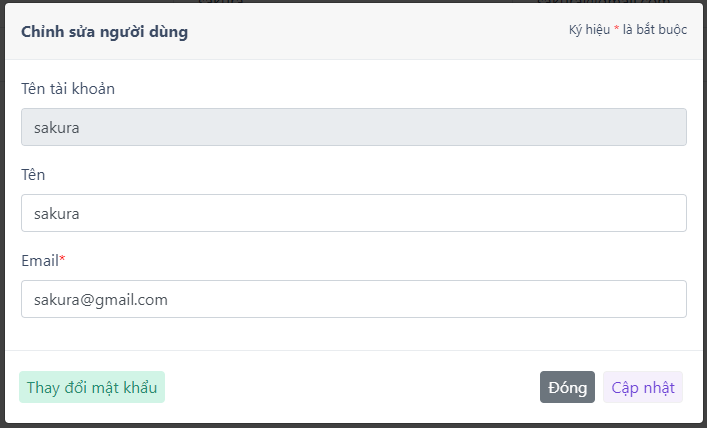 Chỉnh sửa người dùng
Ký hiệu * là bắt buộc
Tên tài khoản
sakura
Tên
sakura
Email*
sakura@gmail.com
Thay đổi mật khẩu
Đóng
Cập nhật